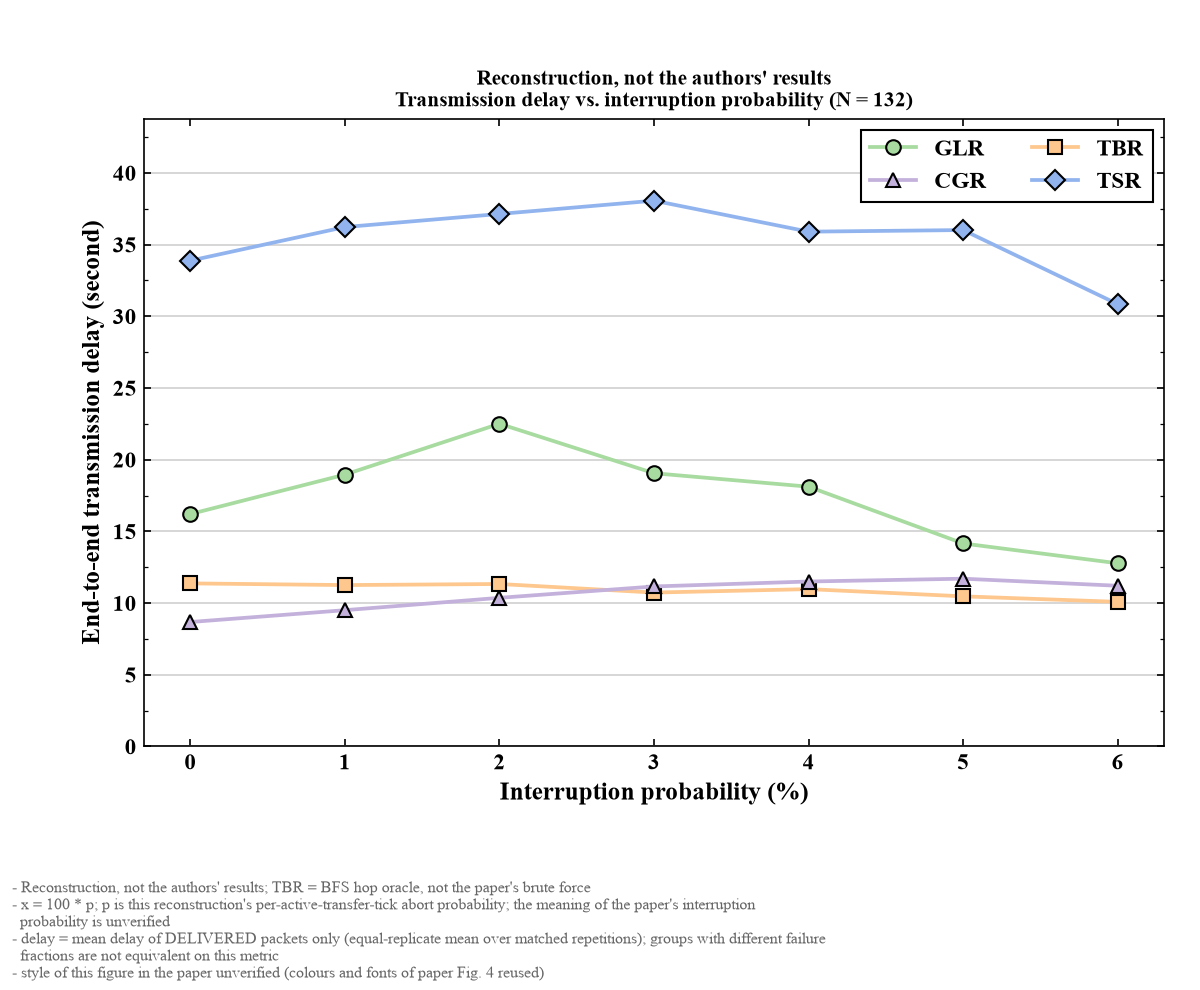 Reconstruction, not the authors' results
Transmission delay vs. interruption probability (N = 132)
GLR
TBR
CGR
TSR
End-to-end transmission delay (second)
40
35
30
25
20
15
10
5
0
0 1 2 3 4 5 6
Interruption probability (%)
- Reconstruction, not the authors' results; TBR = BFS hop oracle, not the paper's brute force
- x = 100 * p; p is this reconstruction's per-active-transfer-tick abort probability; the meaning of the paper's interruption
probability is unverified
- delay = mean delay of DELIVERED packets only (equal-replicate mean over matched repetitions); groups with different failure
fractions are not equivalent on this metric
- style of this figure in the paper unverified (colours and fonts of paper Fig. 4 reused)